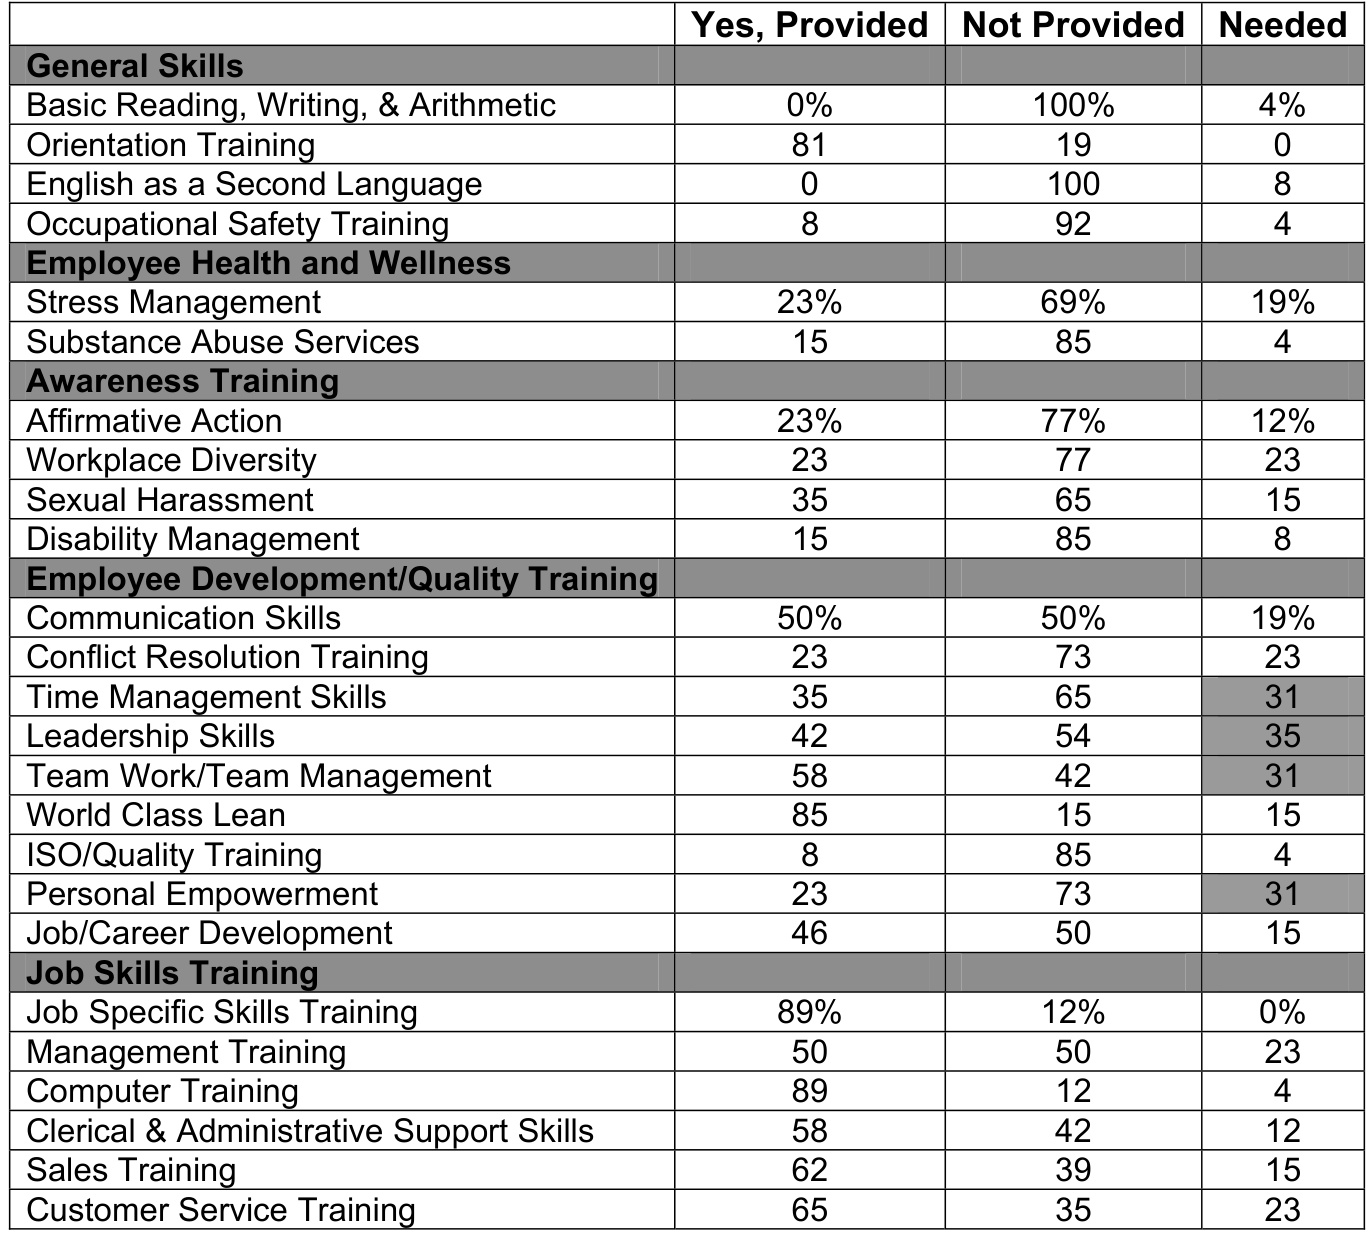 Yes, Provided Not Provided Needed
General Skills
Basic Reading, Writing, & Arithmetic 0% 100% 4%
Orientation Training 81 19 0
English as a Second Language 0 100 8
Occupational Safety Training 8 92 4
Employee Health and Wellness
Stress Management 23% 69% 19%
Substance Abuse Services 15 85 4
Awareness Training
Affirmative Action 23% 77% 12%
Workplace Diversity 23 77 23
Sexual Harassment 35 65 15
Disability Management 15 85 8
Employee Development/Quality Training
Communication Skills 50% 50% 19%
Conflict Resolution Training 23 73 23
Time Management Skills 35 65 31
Leadership Skills 42 54 35
Team Work/Team Management 58 42 31
World Class Lean 85 15 15
ISO/Quality Training 8 85 4
Personal Empowerment 23 73 31
Job/Career Development 46 50 15
Job Skills Training
Job Specific Skills Training 89% 12% 0%
Management Training 50 50 23
Computer Training 89 12 4
Clerical & Administrative Support Skills 58 42 12
Sales Training 62 39 15
Customer Service Training 65 35 23